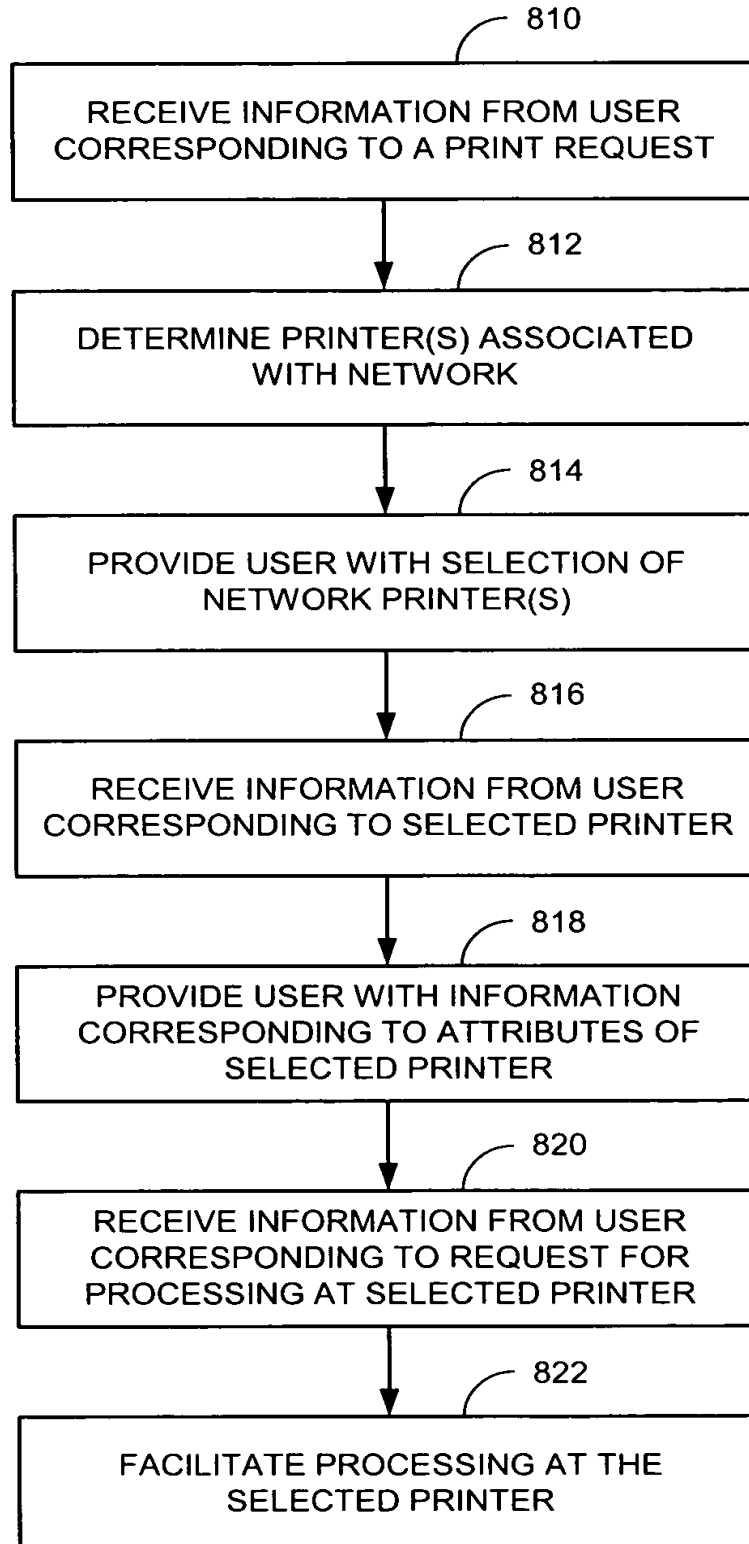 810
RECEIVE INFORMATION FROM USER
CORRESPONDING TO A PRINT REQUEST
812
DETERMINE PRINTER(S) ASSOCIATED
WITH NETWORK
814
PROVIDE USER WITH SELECTION OF
NETWORK PRINTER(S)
816
RECEIVE INFORMATION FROM USER
CORRESPONDING TO SELECTED PRINTER
818
PROVIDE USER WITH INFORMATION
CORRESPONDING TO ATTRIBUTES OF
SELECTED PRINTER
820
RECEIVE INFORMATION FROM USER
CORRESPONDING TO REQUEST FOR
PROCESSING AT SELECTED PRINTER
822
FACILITATE PROCESSING AT THE
SELECTED PRINTER